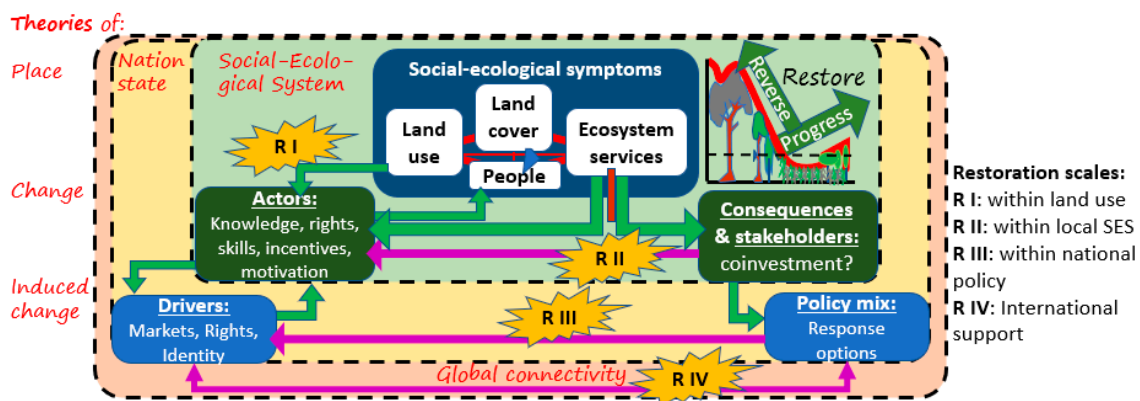 Theories of:
Place
Change
Induced
change
Nation
state
Social-Ecolo-
gical System
Social-ecological symptoms
Land
use
Land
cover
People
Ecosystem
services
Restore
Reverse
Progress
R I
Actors:
Knowledge, rights,
skills, incentives,
motivation
Consequences
& stakeholders:
coinvestment?
R II
Drivers:
Markets, Rights,
Identity
R III
Policy mix:
Response
options
Global connectivity
R IV
Restoration scales:
R I: within land use
R II: within local SES
R III: within national
policy
R IV: International
support